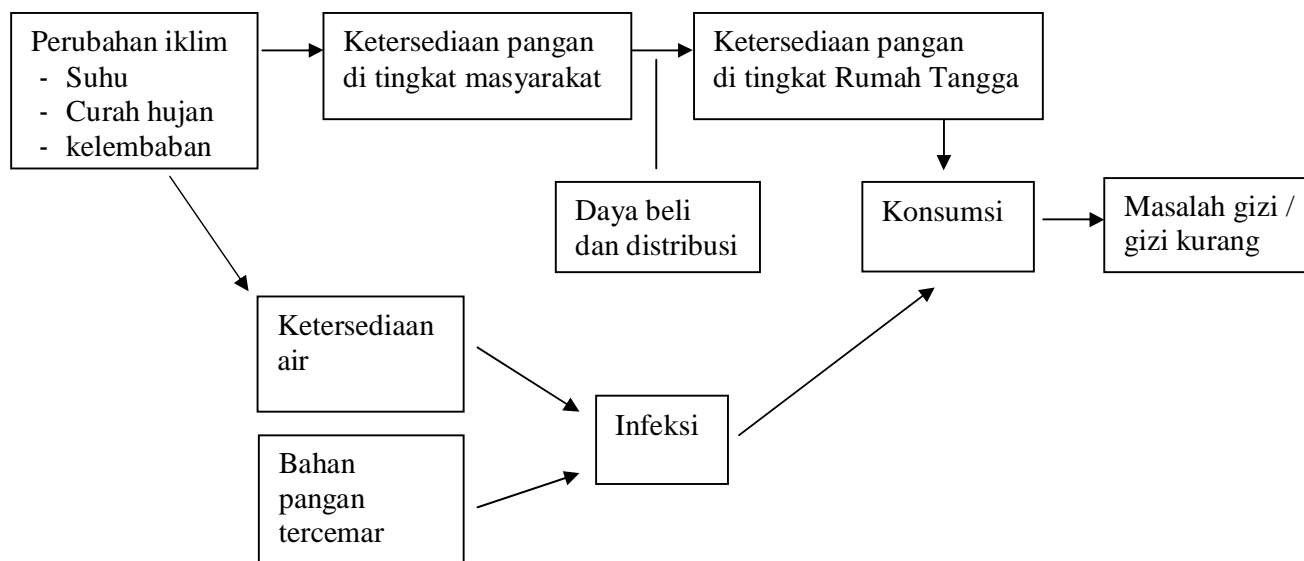 Perubahan iklim
- Suhu
- Curah hujan
- kelembaban
Ketersediaan pangan
di tingkat masyarakat
Ketersediaan pangan
di tingkat Rumah Tangga
Daya beli
dan distribusi
Konsumsi
Masalah gizi /
gizi kurang
Ketersediaan
air
Infeksi
Bahan
pangan
tercemar